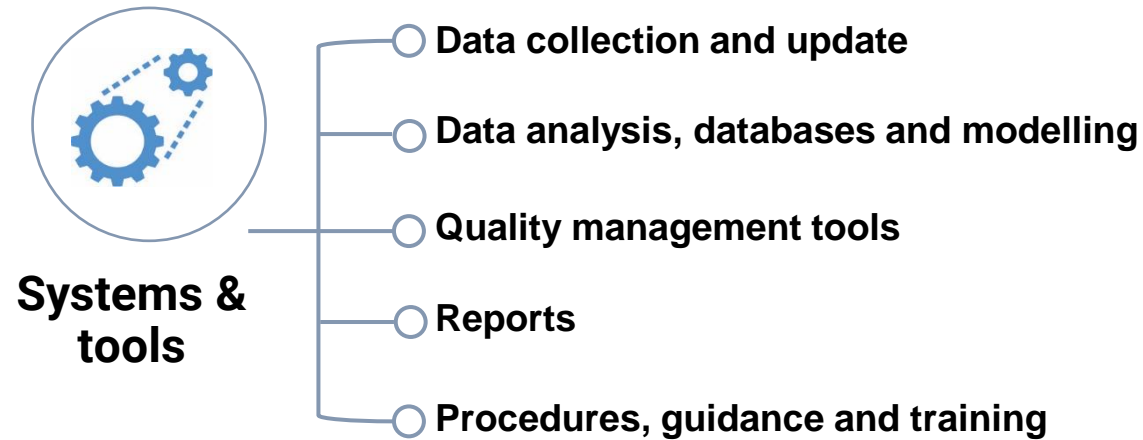 Systems &
tools
Data collection and update
Data analysis, databases and modelling
Quality management tools
Reports
Procedures, guidance and training